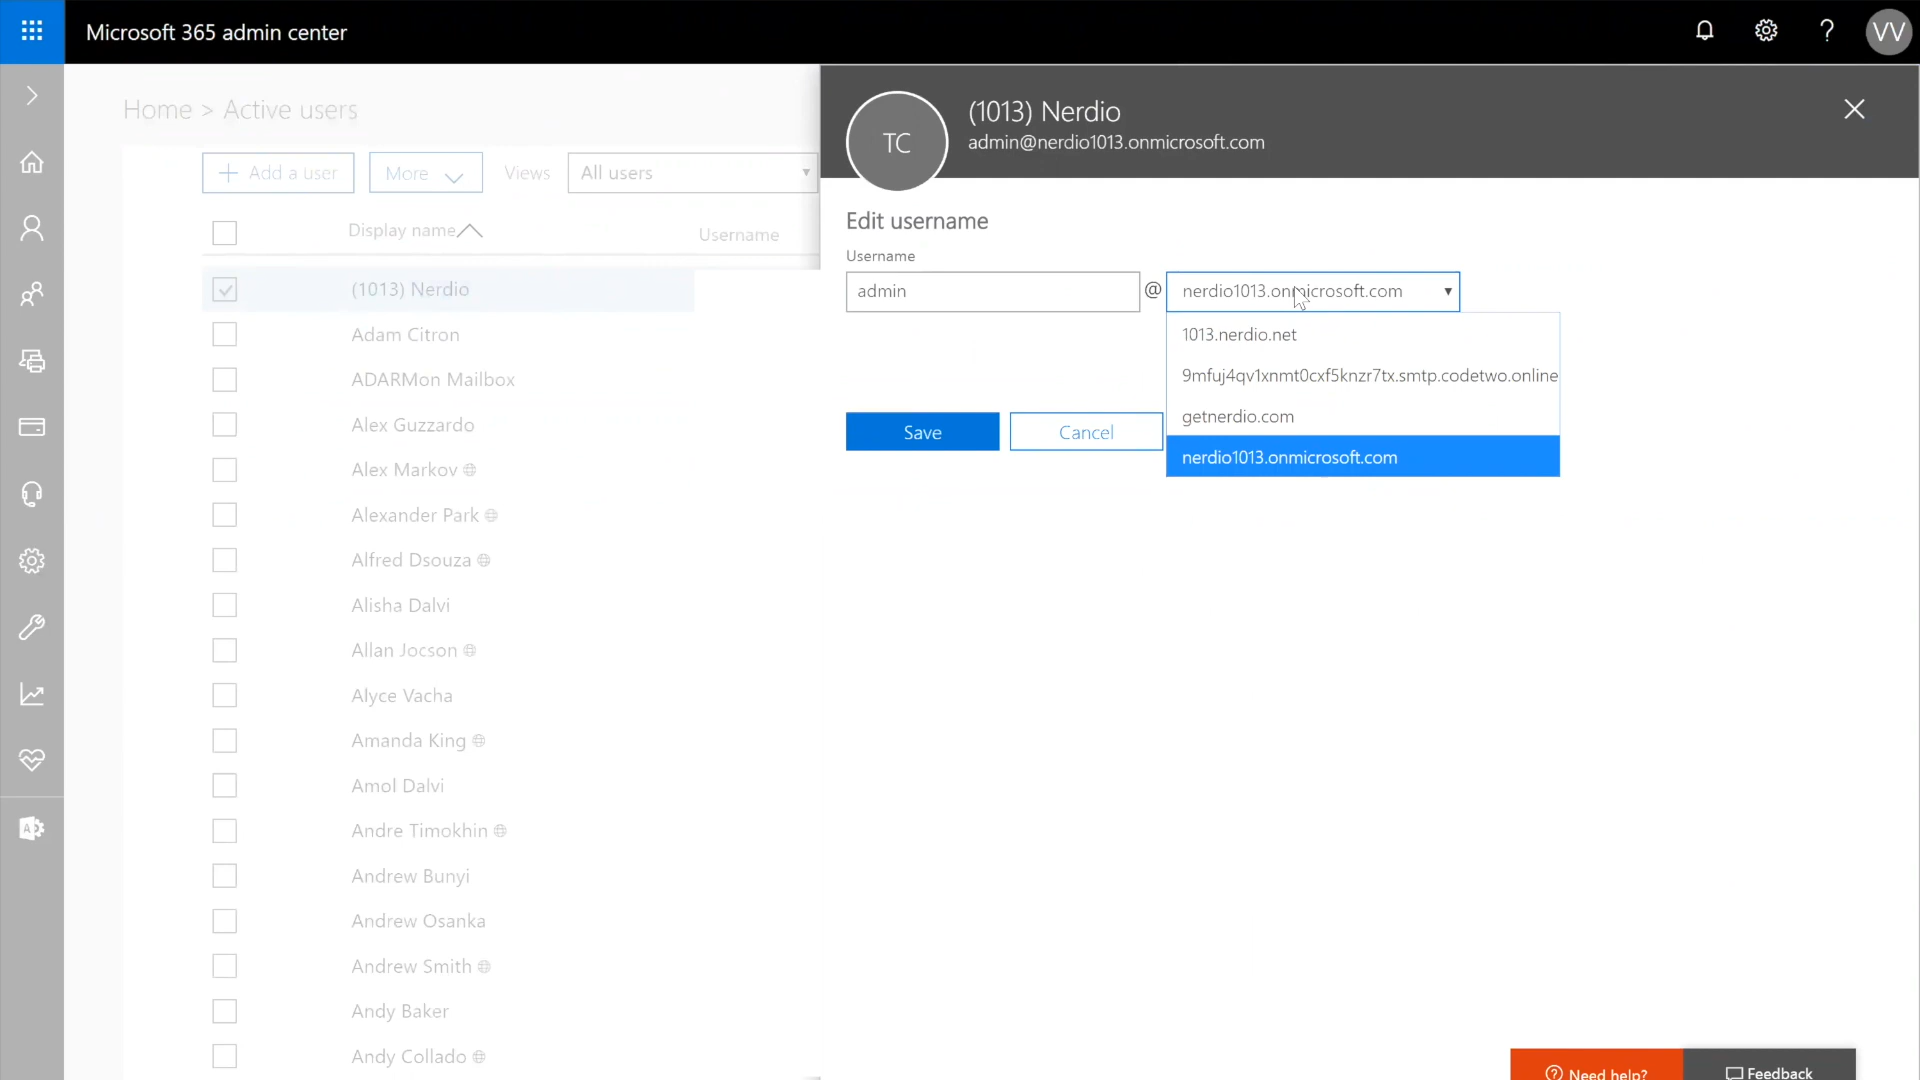 Microsoft 365 admin center
VV
Home > Active users
Add a user
More
Views
All users
Display name
Username
(1013) Nerdio
Adam Citron
ADARMon Mailbox
Alex Guzzardo
Alex Markov
Alexander Park
Alfred Dsouza
Alisha Dalvi
Allan Jocson
Alyce Vacha
Amanda King
Amol Dalvi
Andre Timokhin
Andrew Bunyi
Andrew Osanka
Andrew Smith
Andy Baker
Andy Collado
TC
(1013) Nerdio
admin@nerdio1013.onmicrosoft.com
Edit username
Username
admin @ nerdio1013.onmicrosoft.com
1013.nerdio.net
9mfuj4qv1xnmt0cxf5knzr7tx.smtp.codetwo.online
getnerdio.com
nerdio1013.onmicrosoft.com
Save
Cancel
Need help?
Feedback